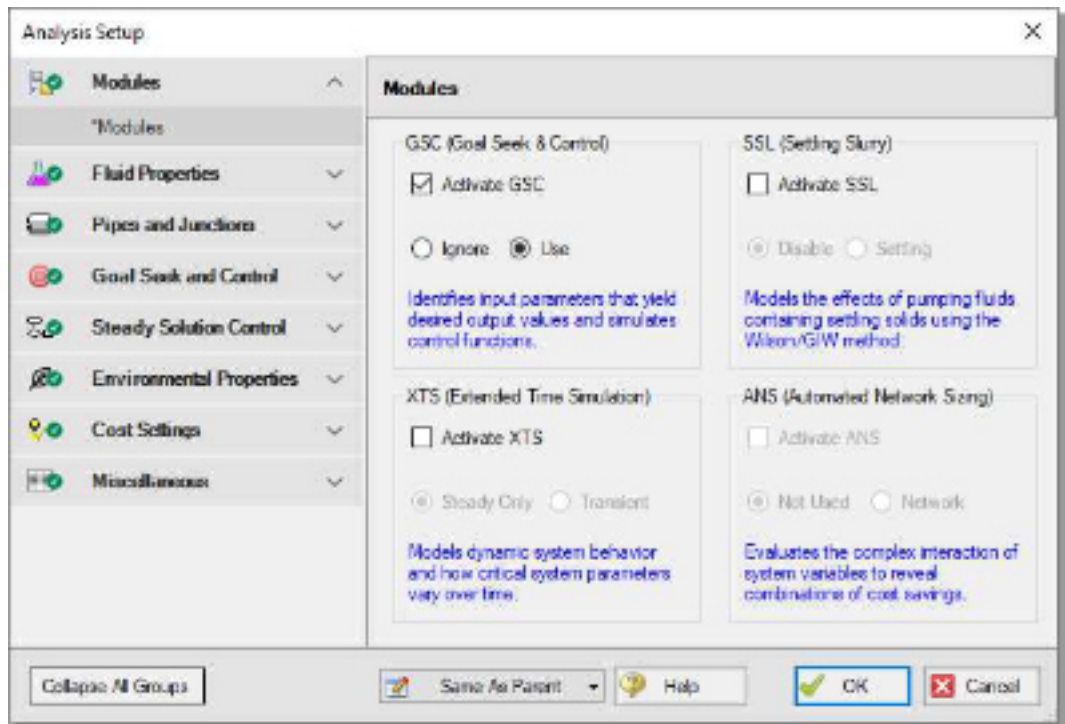 Analysis Setup
Modules
*Modules
Fluid Properties
Pipes and Junctions
Goal Seek and Control
Steady Solution Control
Environmental Properties
Cost Settings
Miscellaneous
Modules
GSC (Goal Seek & Control)
Activate GSC
Ignore Use
Identifies input parameters that yield
desired output values and simulates
control functions.
SSL (Settling Slurry)
Activate SSL
Disable Settling
Models the effects of pumping fluids
containing settling solids using the
Wilson/GIW method.
XTS (Extended Time Simulation)
Activate XTS
Steady Only Transient
Models dynamic system behavior
and how critical system parameters
vary over time.
ANS (Automated Network Sizing)
Activate ANS
Not Used Network
Evaluates the complex interaction of
system variables to reveal
combinations of cost savings.
Collapse All Groups
Same As Parent
Help
OK
Cancel